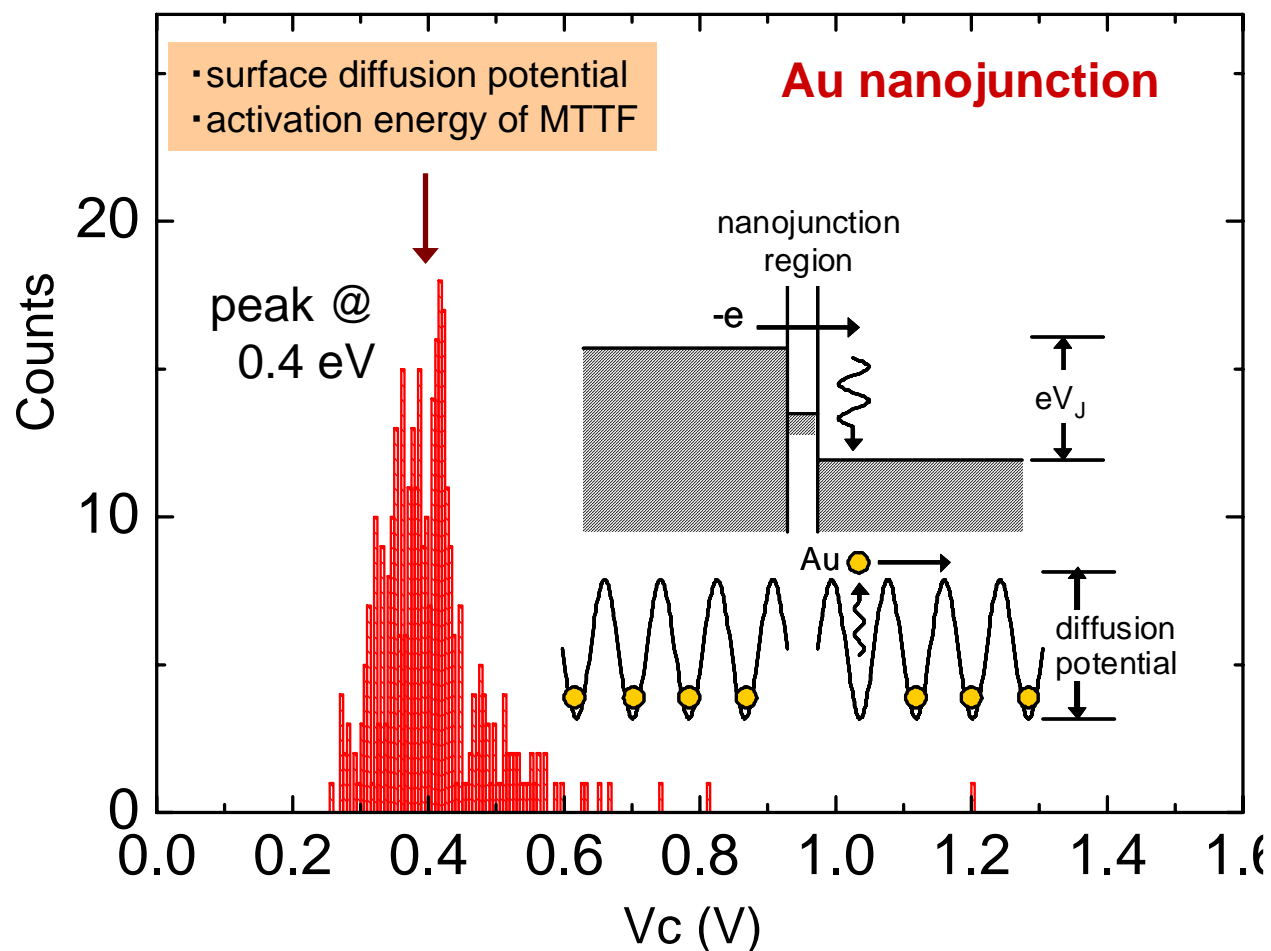 ・surface diffusion potential
・activation energy of MTTF
Au nanojunction
20
10
0
Counts
peak @
0.4 eV
nanojunction
region
-e
eV_J
Au
diffusion
potential
0.0 0.2 0.4 0.6 0.8 1.0 1.2 1.4 1.6
Vc (V)